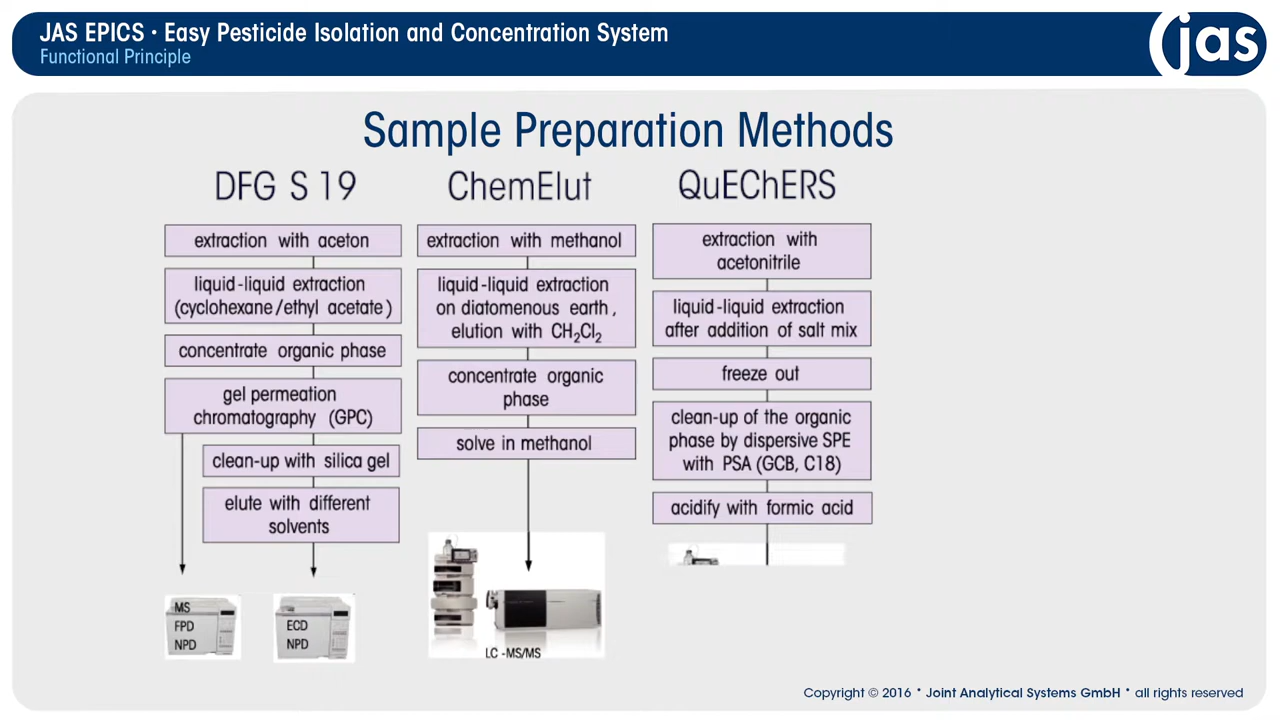 JAS EPICS · Easy Pesticide Isolation and Concentration System
Functional Principle
jas
Sample Preparation Methods
DFG S 19
extraction with aceton
liquid-liquid extraction
(cyclohexane/ethyl acetate)
concentrate organic phase
gel permeation
chromatography (GPC)
clean-up with silica gel
elute with different
solvents
MS
FPD
NPD
ECD
NPD
ChemElut
extraction with methanol
liquid-liquid extraction
on diatomenous earth,
elution with CH₂Cl₂
concentrate organic
phase
solve in methanol
LC -MS/MS
QuEChERS
extraction with
acetonitrile
liquid-liquid extraction
after addition of salt mix
freeze out
clean-up of the organic
phase by dispersive SPE
with PSA (GCB, C18)
acidify with formic acid
Copyright © 2016 * Joint Analytical Systems GmbH * all rights reserved